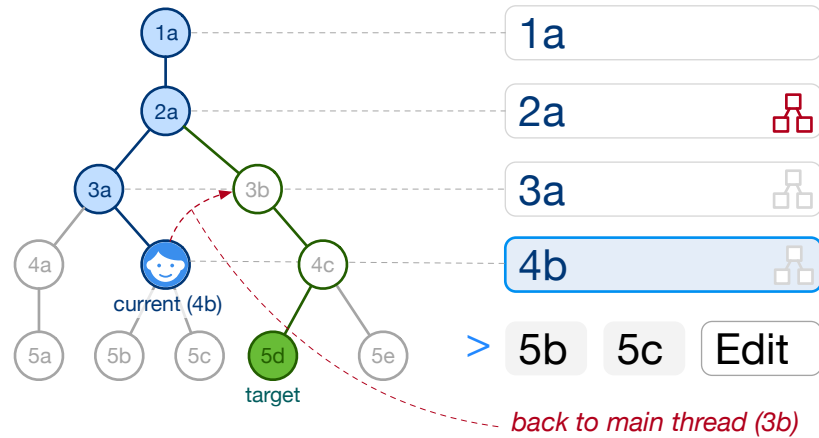 1a
1a
2a
2a
3a
3b
3a
4a
4c
4b
current (4b)
5a
5b
5c
5d
5e
> 5b 5c Edit
target
back to main thread (3b)